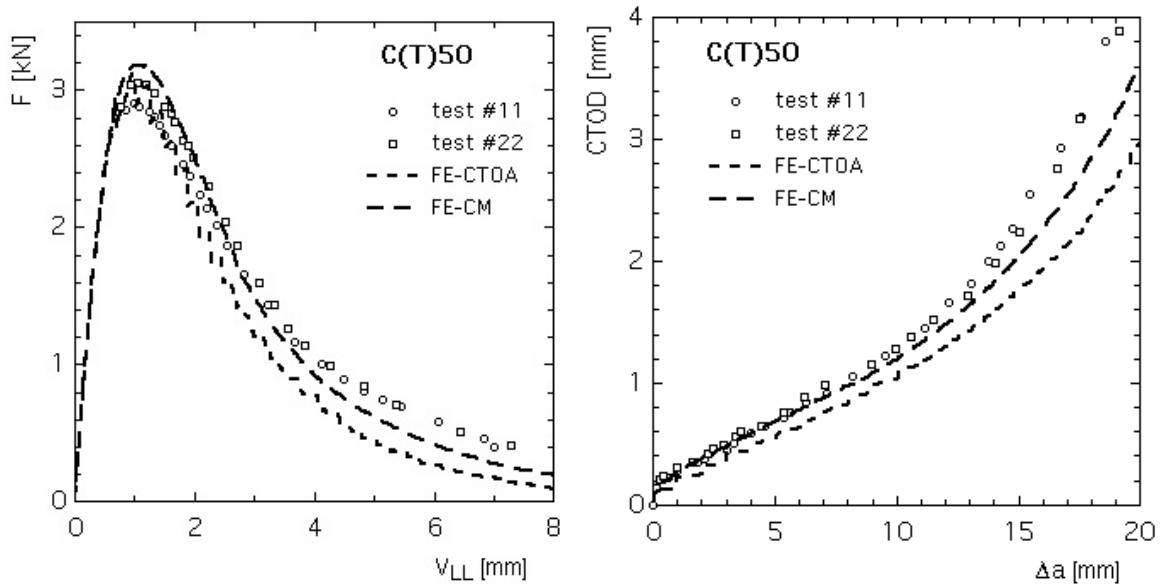 F [kN]
4
3
2
1
0
0 2 4 6 8
V_LL [mm]
C(T)50
test #11
test #22
FE-CTOA
FE-CM
CTOD [mm]
4
3
2
1
0
0 5 10 15 20
Δa [mm]
C(T)50
test #11
test #22
FE-CTOA
FE-CM